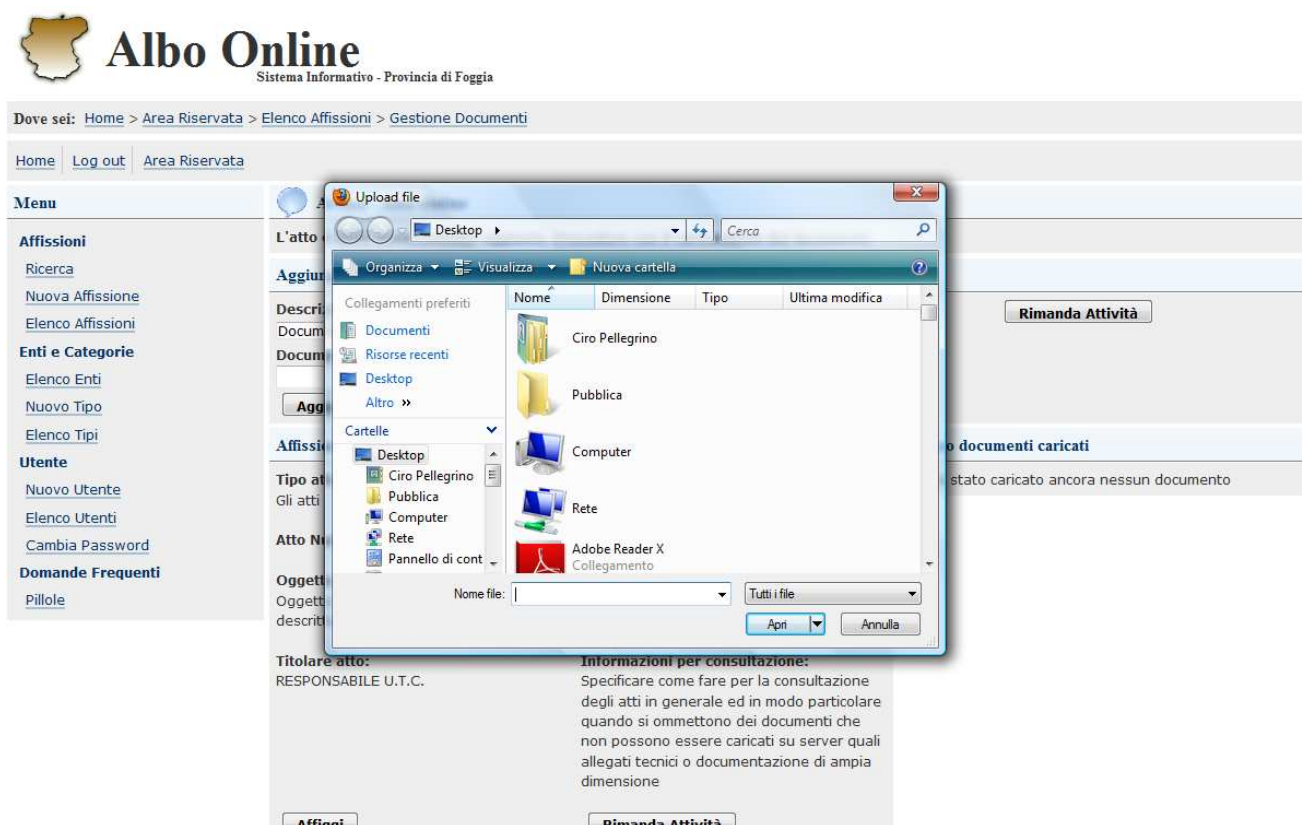 Albo Online
Sistema Informativo - Provincia di Foggia
Dove sei: Home > Area Riservata > Elenco Affissioni > Gestione Documenti
Home Log out Area Riservata
Menu
Affissioni
Ricerca
Nuova Affissione
Elenco Affissioni
Enti e Categorie
Elenco Enti
Nuovo Tipo
Elenco Tipi
Utente
Nuovo Utente
Elenco Utenti
Cambia Password
Domande Frequenti
Pillole
L'atto
Upload file
Desktop
Cerca
Organizza Visualizza Nuova cartella
Collegamenti preferiti
Documenti
Risorse recenti
Desktop
Altro »
Cartelle
Desktop
Ciro Pellegrino
Pubblica
Computer
Rete
Pannello di cont
Nome Dimensione Tipo Ultima modifica
Ciro Pellegrino
Pubblica
Computer
Rete
Adobe Reader X
Collegamento
Nome file:
Tutti i file
Apri Annulla
Rimanda Attività
o documenti caricati
stato caricato ancora nessun documento
Gli atti
Titolare atto:
RESPONSABILE U.T.C.
Informazioni per consultazione:
Specificare come fare per la consultazione
degli atti in generale ed in modo particolare
quando si ommettono dei documenti che
non possono essere caricati su server quali
allegati tecnici o documentazione di ampia
dimensione
Affiggi
Rimanda Attività